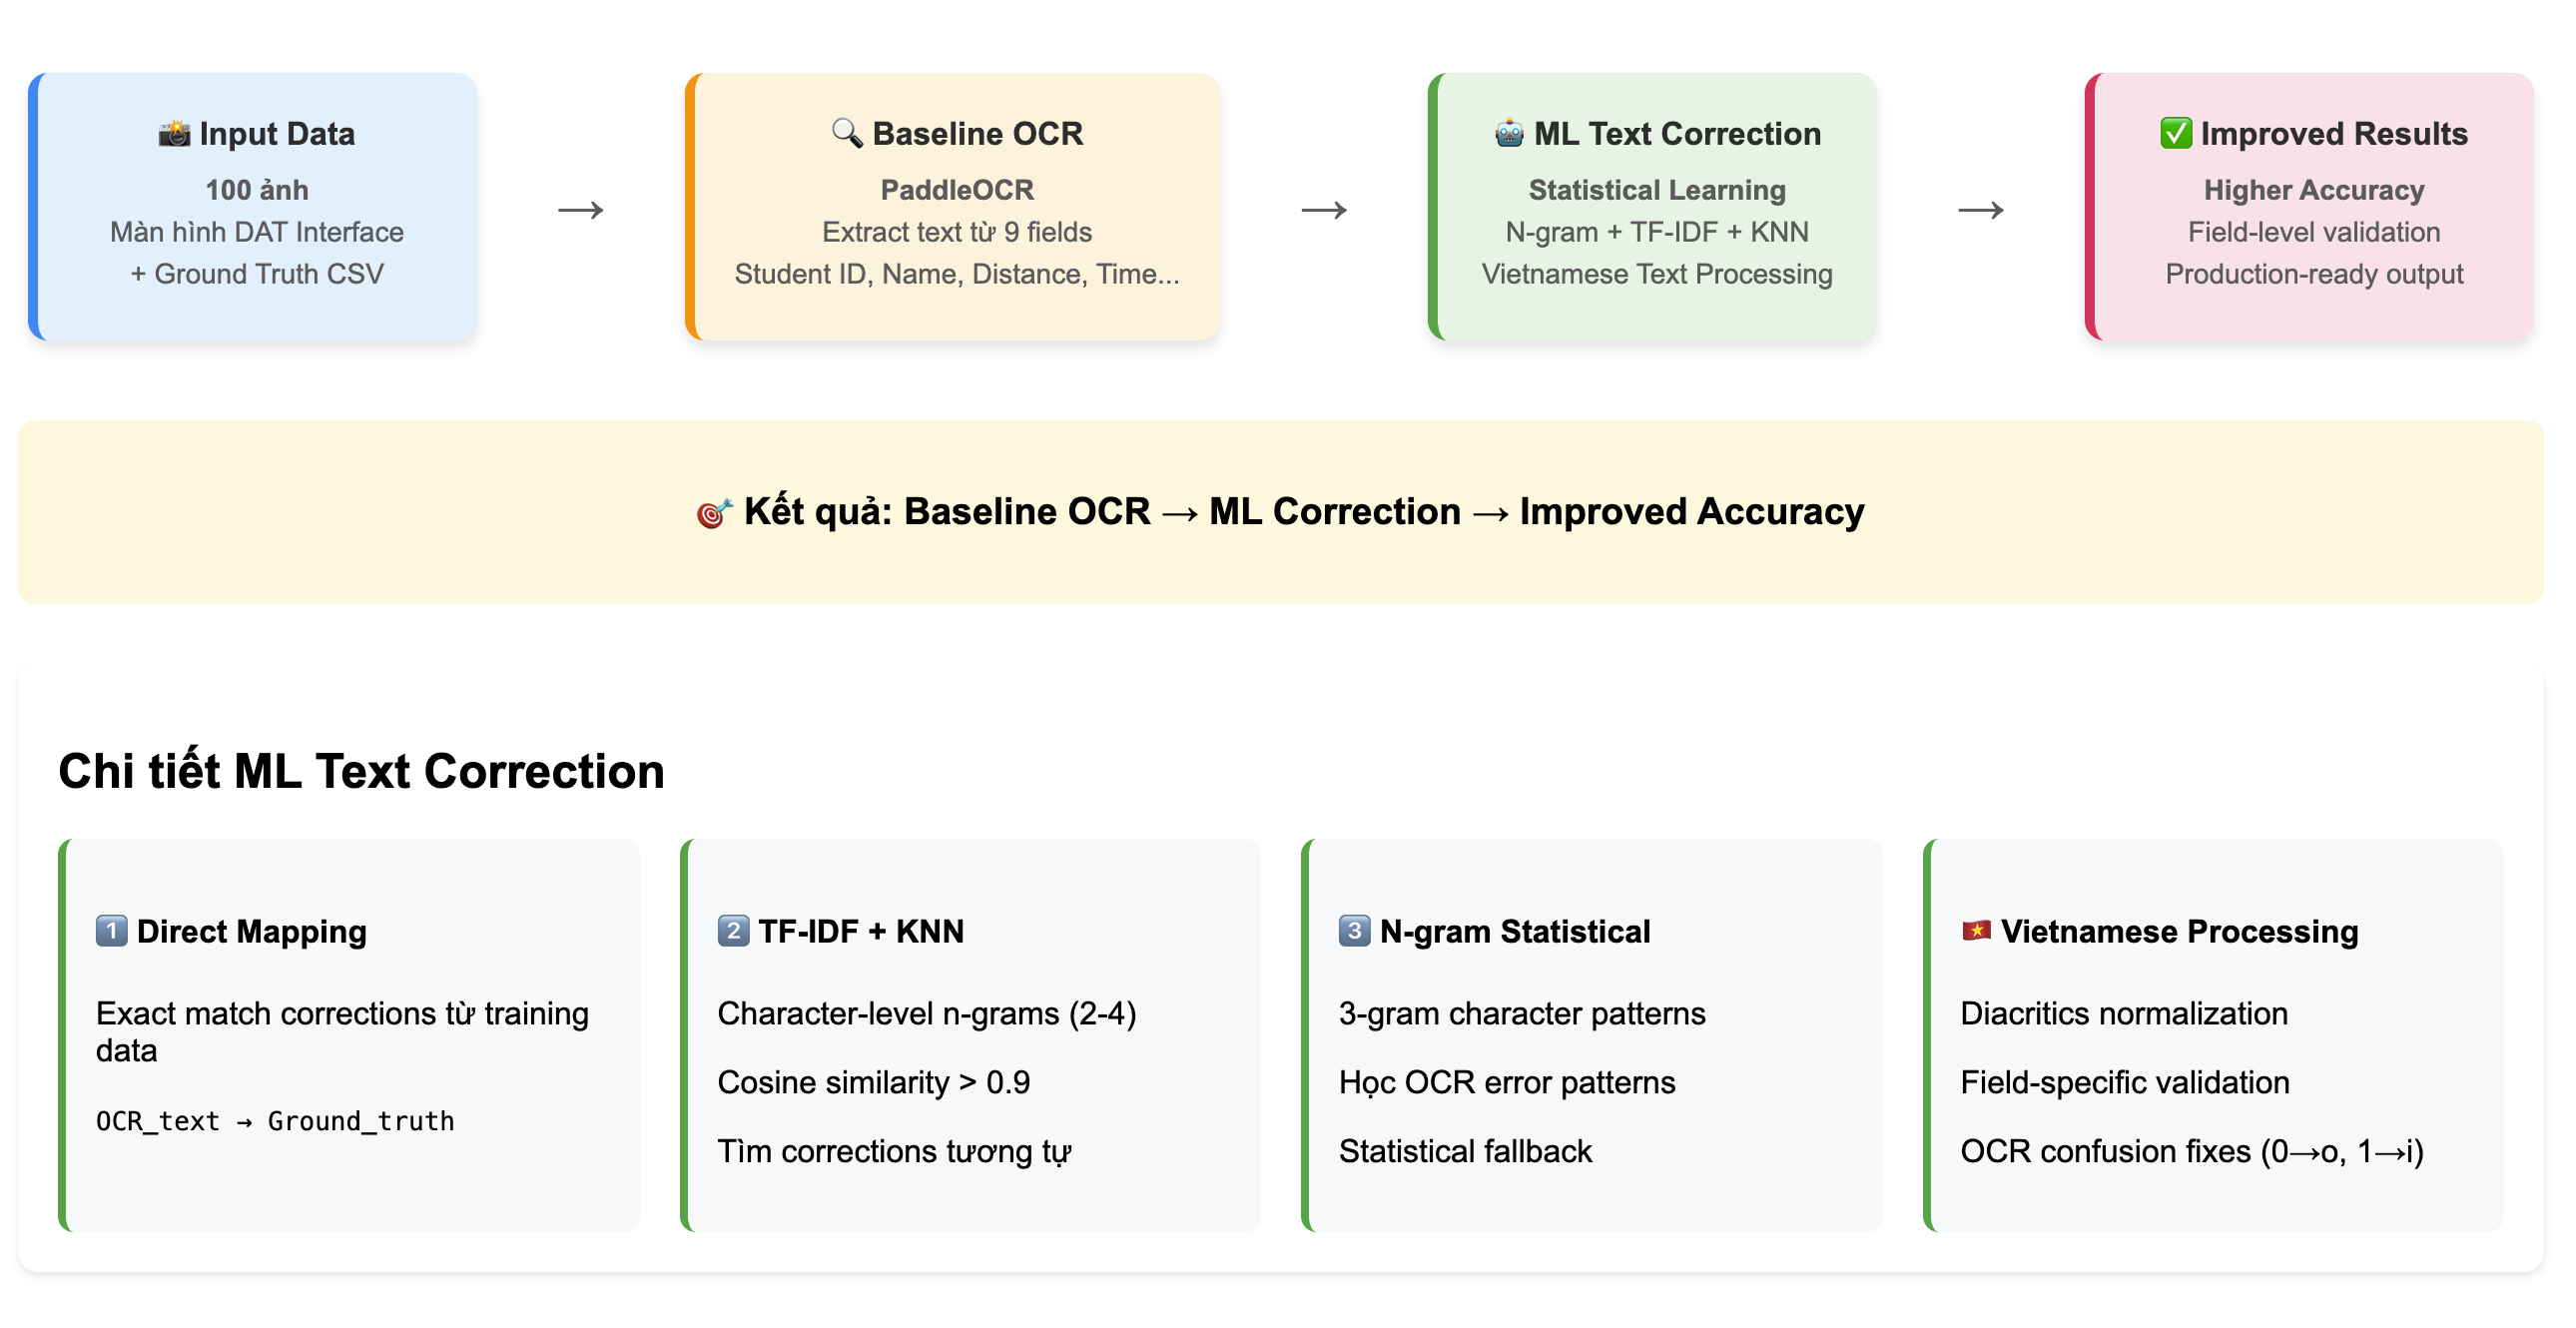 📸 Input Data
100 ảnh
Màn hình DAT Interface
+ Ground Truth CSV
→
🔍 Baseline OCR
PaddleOCR
Extract text từ 9 fields
Student ID, Name, Distance, Time...
→
🤖 ML Text Correction
Statistical Learning
N-gram + TF-IDF + KNN
Vietnamese Text Processing
→
✅ Improved Results
Higher Accuracy
Field-level validation
Production-ready output
🎯 Kết quả: Baseline OCR → ML Correction → Improved Accuracy
Chi tiết ML Text Correction
1️⃣ Direct Mapping
Exact match corrections từ training
data
OCR_text → Ground_truth
2️⃣ TF-IDF + KNN
Character-level n-grams (2-4)
Cosine similarity > 0.9
Tìm corrections tương tự
3️⃣ N-gram Statistical
3-gram character patterns
Học OCR error patterns
Statistical fallback
🇻🇳 Vietnamese Processing
Diacritics normalization
Field-specific validation
OCR confusion fixes (0→o, 1→i)